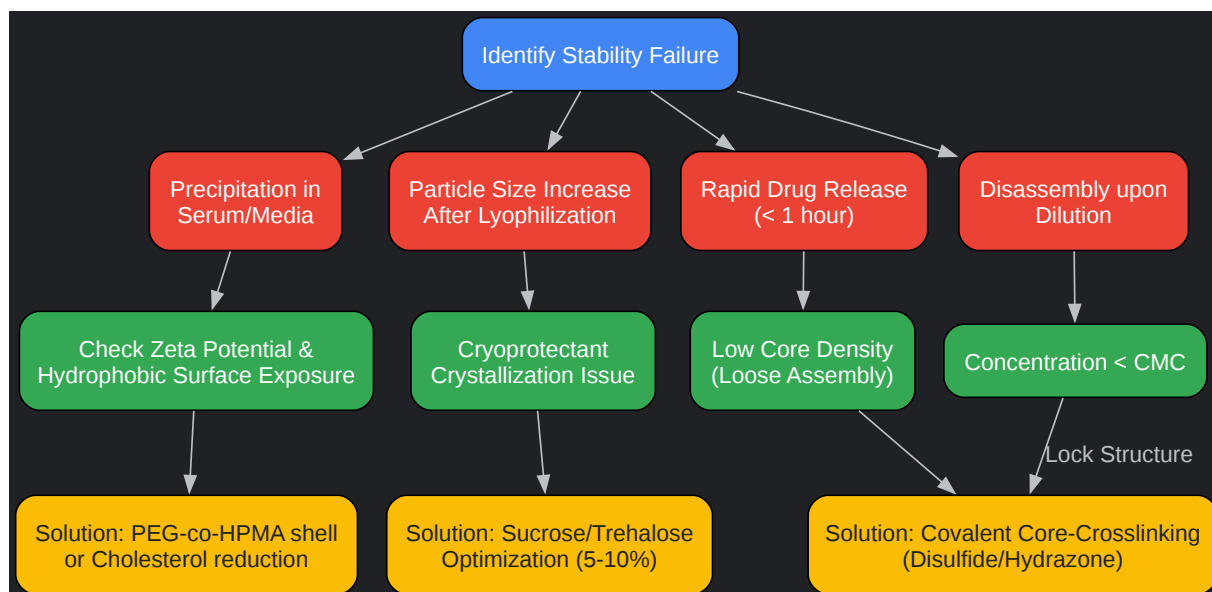 Identify Stability Failure
Precipitation in
Serum/Media
Particle Size Increase
After Lyophilization
Rapid Drug Release
(< 1 hour)
Disassembly upon
Dilution
Check Zeta Potential &
Hydrophobic Surface Exposure
Cryoprotectant
Crystallization Issue
Low Core Density
(Loose Assembly)
Concentration < CMC
Lock Structure
Solution: PEG-co-HPMA shell
or Cholesterol reduction
Solution: Sucrose/Trehalose
Optimization (5-10%)
Solution: Covalent Core-Crosslinking
(Disulfide/Hydrazone)